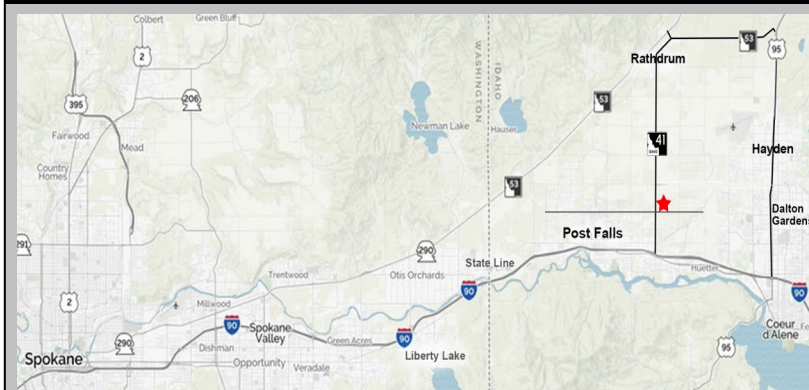 Colbert
Green Bluff
2
53
95
Rathdrum
WASHINGTON
IDAHO
395
206
53
Newman Lake
Hauser
Fairwood
Mead
41
Hayden
Country
Homes
53
Dalton
Gardens
Post Falls
291
290
State Line
Trentwood
Otis Orchards
Huetter
2
Millwood
90
90
90
Spokane
Valley
Green Acres
90
Coeur
d'Alene
290
Dishman
Opportunity
Veradale
Liberty Lake
95
Spokane